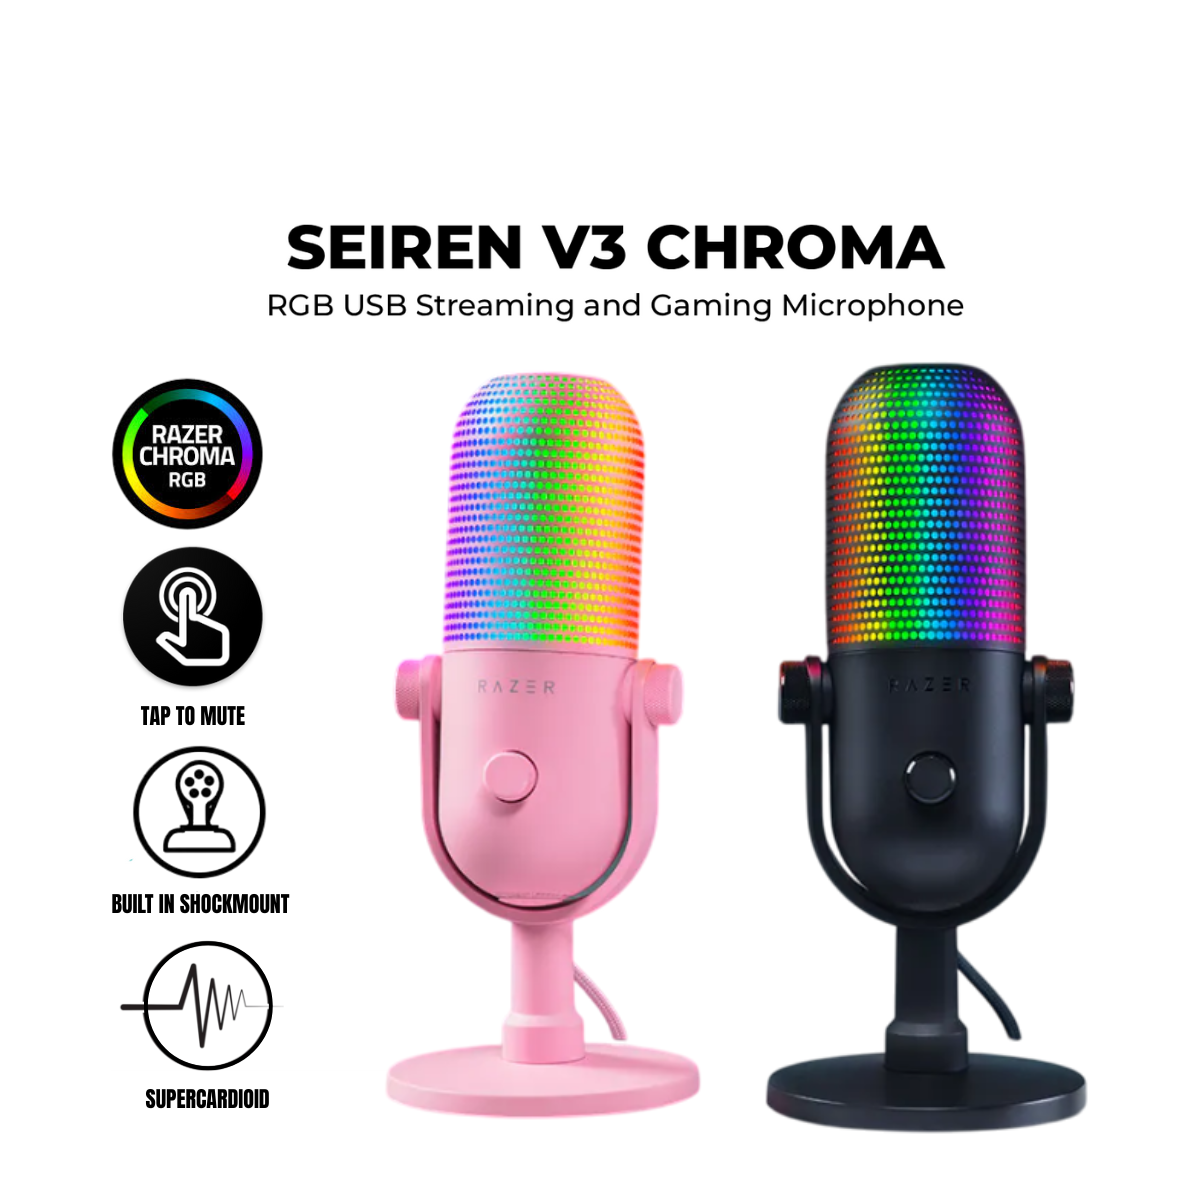 SEIREN V3 CHROMA
RGB USB Streaming and Gaming Microphone
RAZER
CHROMA
RGB
TAP TO MUTE
BUILT IN SHOCKMOUNT
SUPERCARDIOID
RAZER
RAZER